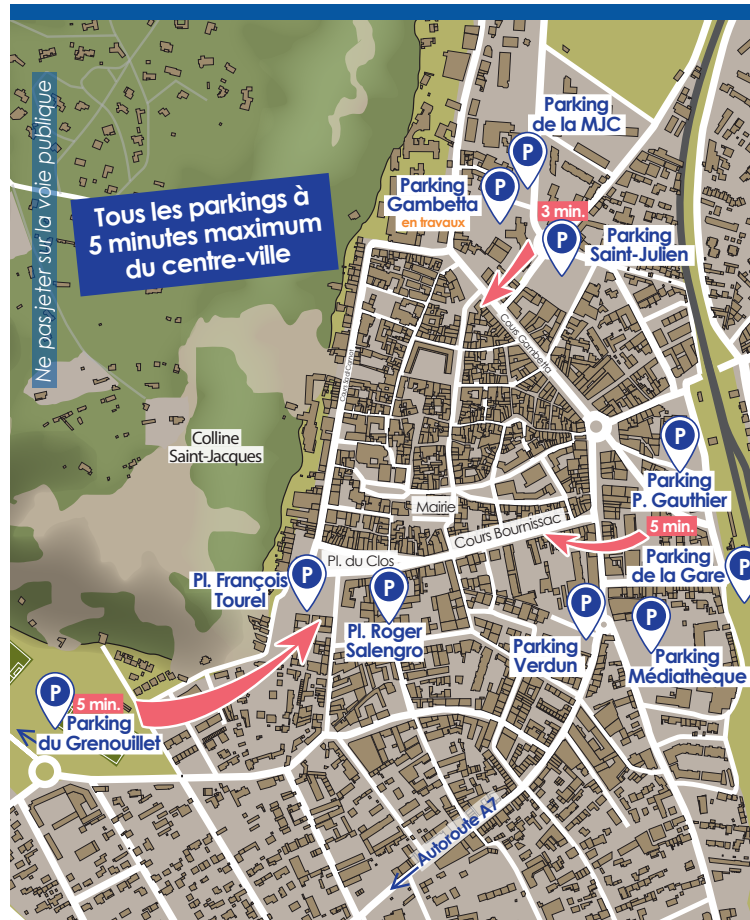 Ne pas jeter sur la voie publique
Tous les parkings à
5 minutes maximum
du centre-ville
Parking
de la MJC
P
Parking
Gambetta
en travaux
P
3 min.
P
Parking
Saint-Julien
Cours Gambetta
Colline
Saint-Jacques
P
Parking
P. Gauthier
Mairie
5 min.
Cours Bournissac
Pl. du Clos
Parking
de la Gare
P
Pl. François
Tourel
P
P
Pl. Roger
Salengro
P
Parking
Verdun
P
Parking
Médiathèque
P
5 min.
Parking
du Grenouillet
Autoroute A7